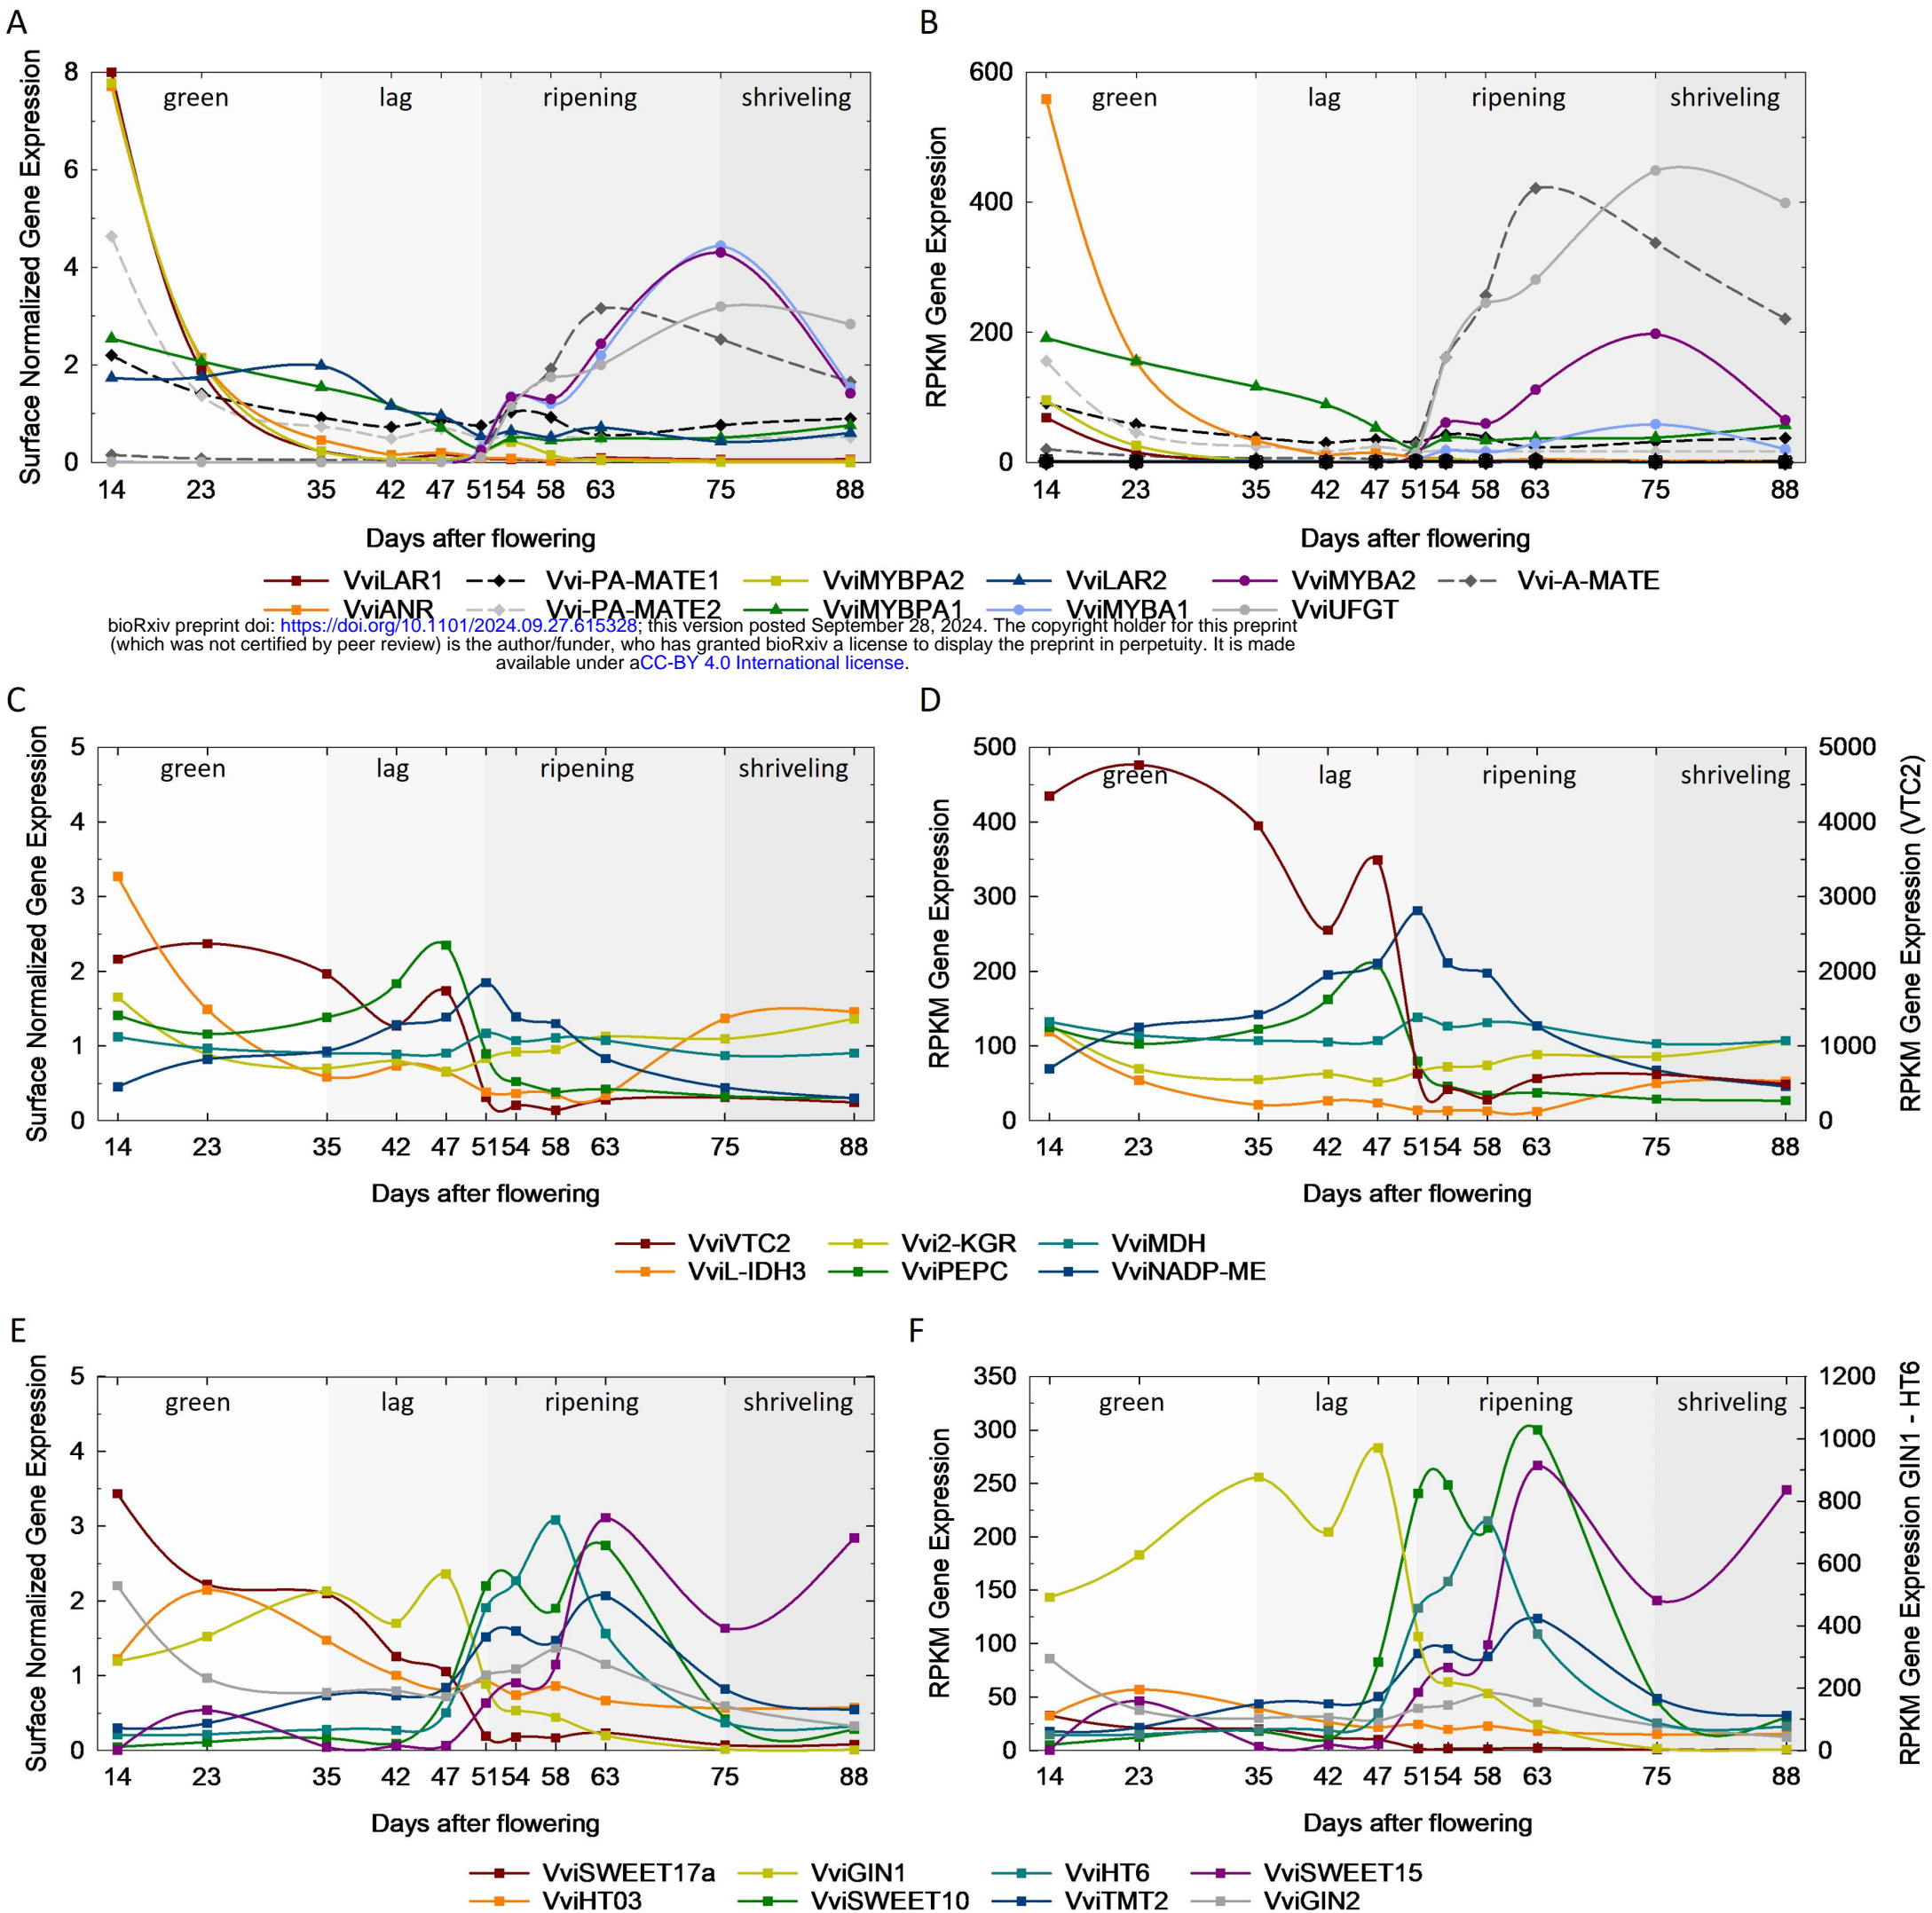 A
B
Surface Normalized Gene Expression
8
6
4
2
0
green
lag
ripening
shriveling
14 23 35 42 47 51 54 58 63 75 88
Days after flowering
RPKM Gene Expression
600
400
200
0
green
lag
ripening
shriveling
14 23 35 42 47 51 54 58 63 75 88
Days after flowering
VviLAR1 Vvi-PA-MATE1 VviMYBPA2 VviLAR2 VviMYBA2 Vvi-A-MATE
VviANR Vvi-PA-MATE2 VviMYBPA1 VviMYBA1 VviUFGT
bioRxiv preprint doi: https://doi.org/10.1101/2024.09.27.615328; this version posted September 28, 2024. The copyright holder for this preprint
(which was not certified by peer review) is the author/funder, who has granted bioRxiv a license to display the preprint in perpetuity. It is made
available under aCC-BY 4.0 International license.
C
D
Surface Normalized Gene Expression
5
4
3
2
1
0
green
lag
ripening
shriveling
14 23 35 42 47 51 54 58 63 75 88
Days after flowering
RPKM Gene Expression
500
400
300
200
100
0
green
lag
ripening
shriveling
5000
4000
3000
2000
1000
0
RPKM Gene Expression (VTC2)
14 23 35 42 47 51 54 58 63 75 88
Days after flowering
VviVTC2 Vvi2-KGR VviMDH
VviL-IDH3 VviPEPC VviNADP-ME
E
F
Surface Normalized Gene Expression
5
4
3
2
1
0
green
lag
ripening
shriveling
14 23 35 42 47 51 54 58 63 75 88
Days after flowering
RPKM Gene Expression
350
300
250
200
150
100
50
0
green
lag
ripening
shriveling
1200
1000
800
600
400
200
0
RPKM Gene Expression GIN1 - HT6
14 23 35 42 47 51 54 58 63 75 88
Days after flowering
VviSWEET17a VviGIN1 VviHT6 VviSWEET15
VviHT03 VviSWEET10 VviTMT2 VviGIN2